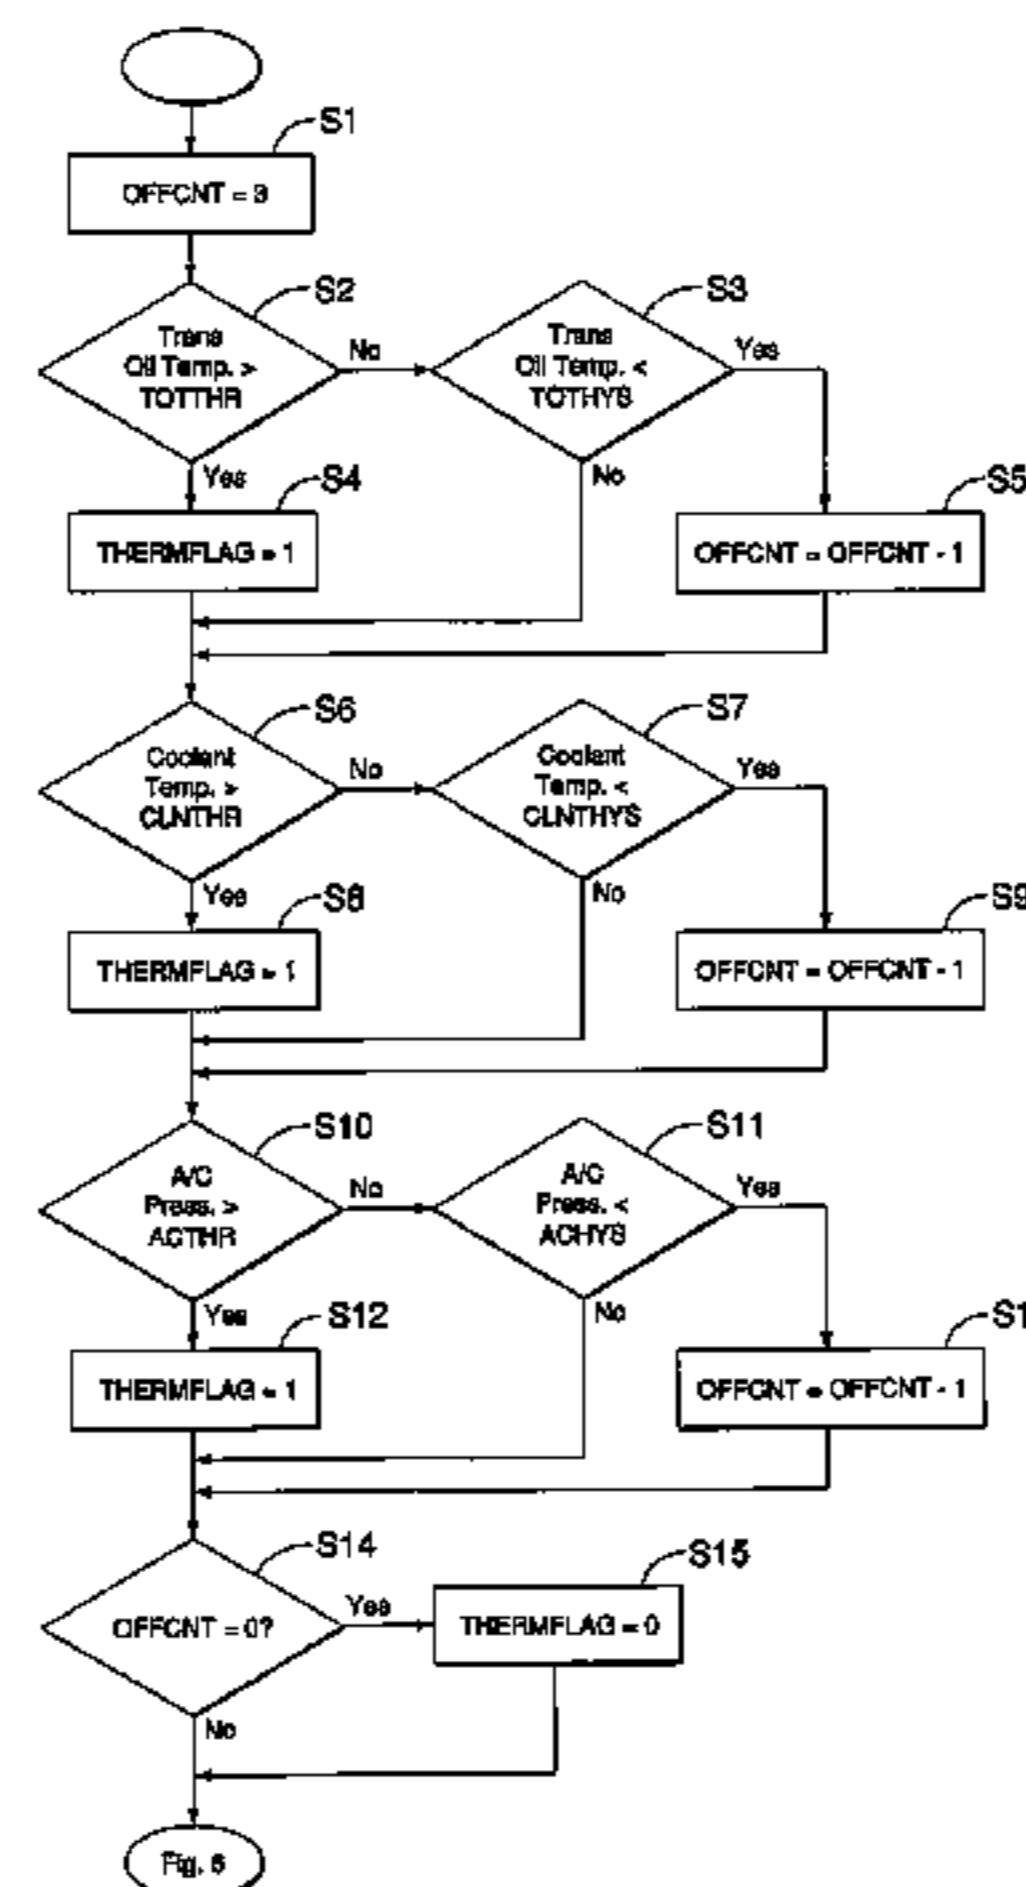 S1
OFFCNT = 3
S2
Trans
Oil Temp. >
TOTTHR
No
S3
Trans
Oil Temp. <
TOTHYS
Yes
Yes
S4
No
S5
THERMFLAG = 1
OFFCNT = OFFCNT - 1
S6
Coolant
Temp. >
CLNTHR
No
S7
Coolant
Temp. <
CLNTHYS
Yes
Yes
S8
No
S9
THERMFLAG = 1
OFFCNT = OFFCNT - 1
S10
A/C
Press. >
ACTHR
No
S11
A/C
Press. <
ACHYS
Yes
Yes
S12
No
S1
THERMFLAG = 1
OFFCNT = OFFCNT - 1
S14
OFFCNT = 0?
Yes
S15
THERMFLAG = 0
No
Fig.